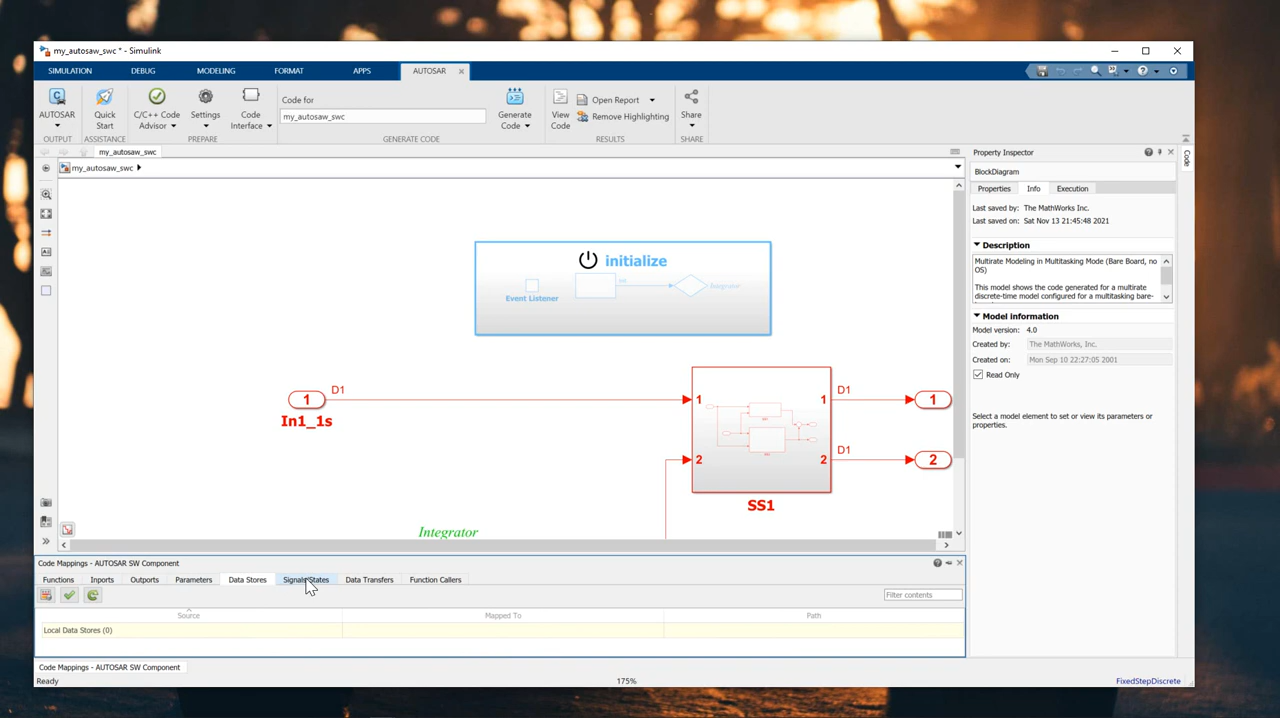 my_autosaw_swc * - Simulink
SIMULATION DEBUG MODELING FORMAT APPS AUTOSAR
AUTOSAR
Quick Start
C/C++ Code Advisor
Settings
Code Interface
Code for
my_autosaw_swc
Generate Code
View Code
Open Report
Remove Highlighting
Share
OUTPUT ASSISTANCE PREPARE GENERATE CODE RESULTS SHARE
my_autosaw_swc
my_autosaw_swc
initialize
Event Listener
Init
Integrator
D1
1
In1_1s
1
2
1
2
SS1
D1
1
D1
2
Integrator
Property Inspector
BlockDiagram
Properties Info Execution
Last saved by: The MathWorks Inc.
Last saved on: Sat Nov 13 21:45:48 2021
Description
Multirate Modeling in Multitasking Mode (Bare Board, no
OS)
This model shows the code generated for a multirate
discrete-time model configured for a multitasking bare-
Model information
Model version: 4.0
Created by: The MathWorks, Inc.
Created on: Mon Sep 10 22:27:05 2001
Read Only
Select a model element to set or view its parameters or
properties.
Code
Code Mappings - AUTOSAR SW Component
Functions Inports Outports Parameters Data Stores Signals/States Data Transfers Function Callers
Filter contents
Source Mapped To Path
Local Data Stores (0)
Code Mappings - AUTOSAR SW Component
Ready 175% FixedStepDiscrete